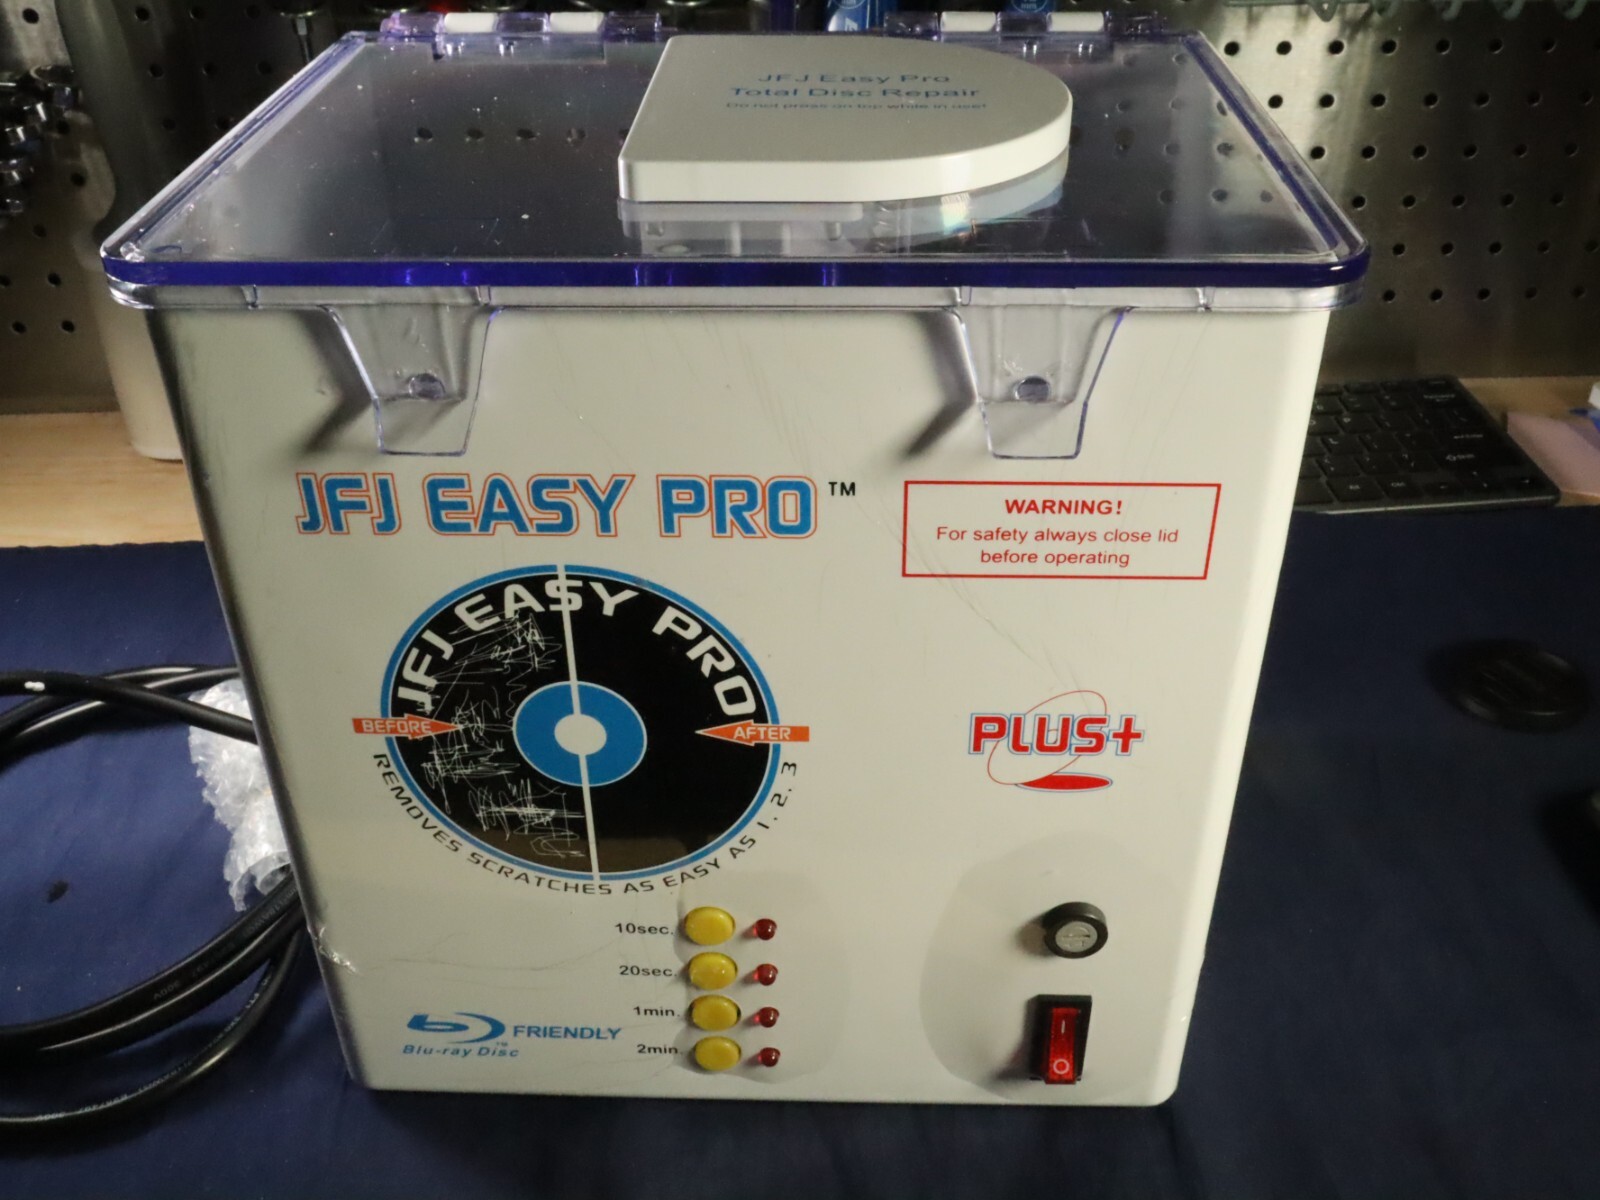 JFJ Easy Pro
Total Disc Repair
Do not press on top while in use!
JFJ EASY PRO™
WARNING!
For safety always close lid
before operating
JFJ EASY PRO
BEFORE
AFTER
REMOVES SCRATCHES AS EASY AS 1, 2, 3
PLUS+
10sec.
20sec.
1min.
2min.
FRIENDLY
Blu-ray Disc™
I
O